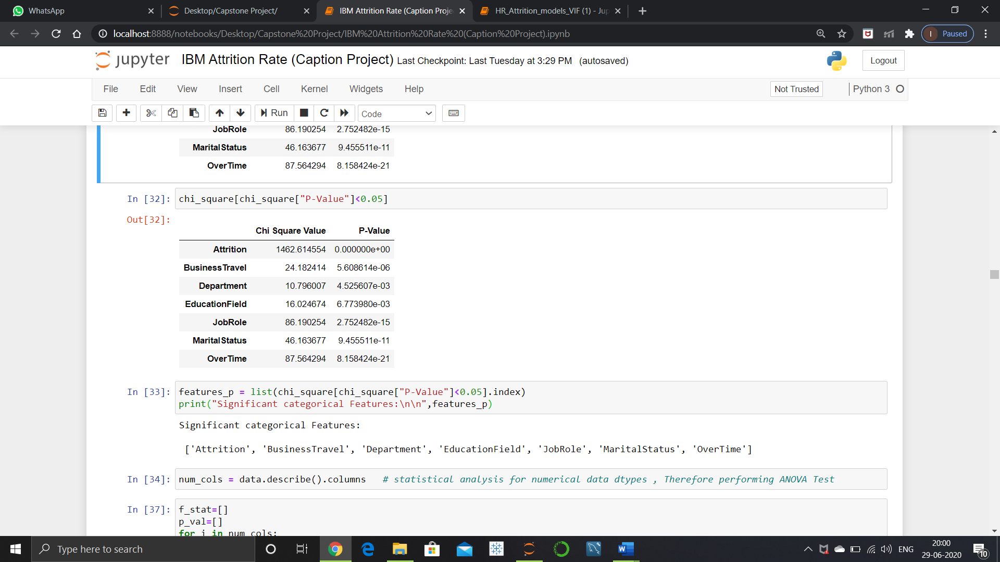 WhatsApp
Desktop/Capstone Project/
IBM Attrition Rate (Caption Proje
HR_Attrition_models_VIF (1) - Jup
localhost:8888/notebooks/Desktop/Capstone%20Project/IBM%20Attrition%20Rate%20(Caption%20Project).ipynb
I Paused
jupyter IBM Attrition Rate (Caption Project) Last Checkpoint: Last Tuesday at 3:29 PM (autosaved)
Logout
File Edit View Insert Cell Kernel Widgets Help
Not Trusted
Python 3
Run
Code
JobRole 86.190254 2.752482e-15
MaritalStatus 46.163677 9.455511e-11
OverTime 87.564294 8.158424e-21
In [32]: chi_square[chi_square["P-Value"]<0.05]
Out[32]:
Chi Square Value P-Value
Attrition 1462.614554 0.000000e+00
BusinessTravel 24.182414 5.608614e-06
Department 10.796007 4.525607e-03
EducationField 16.024674 6.773980e-03
JobRole 86.190254 2.752482e-15
MaritalStatus 46.163677 9.455511e-11
OverTime 87.564294 8.158424e-21
In [33]: features_p = list(chi_square[chi_square["P-Value"]<0.05].index)
print("Significant categorical Features:\n\n",features_p)
Significant categorical Features:
['Attrition', 'BusinessTravel', 'Department', 'EducationField', 'JobRole', 'MaritalStatus', 'OverTime']
In [34]: num_cols = data.describe().columns # statistical analysis for numerical data dtypes , Therefore performing ANOVA Test
In [37]: f_stat=[]
p_val=[]
for i in num_cols:
Type here to search
ENG
20:00
29-06-2020
10